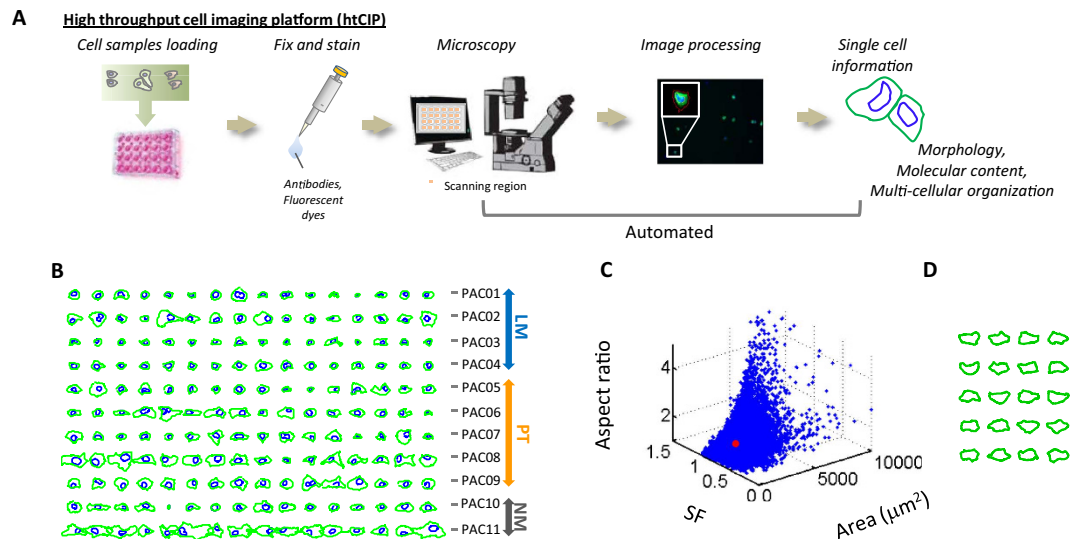 A
High throughput cell imaging platform (htCIP)
Cell samples loading
Fix and stain
Microscopy
Image processing
Single cell
information
Antibodies,
Fluorescent
dyes
Scanning region
Morphology,
Molecular content,
Multi-cellular organization
Automated
B
PAC01
PAC02
PAC03
PAC04
PAC05
PAC06
PAC07
PAC08
PAC09
PAC10
PAC11
LM
PT
NM
C
Aspect ratio
4
2
1.5
1
0.5
0
0
5000
10000
SF
Area (μm²)
D